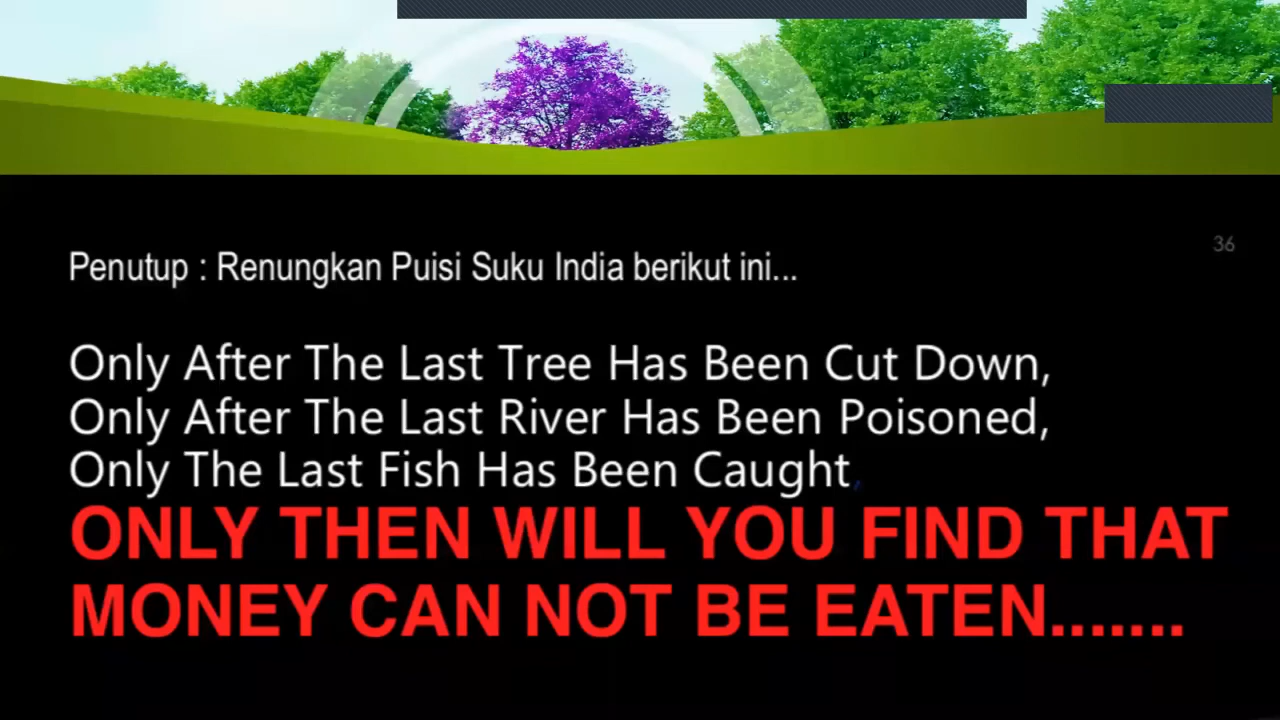 36
Penutup : Renungkan Puisi Suku India berikut ini...
Only After The Last Tree Has Been Cut Down,
Only After The Last River Has Been Poisoned,
Only The Last Fish Has Been Caught,
ONLY THEN WILL YOU FIND THAT
MONEY CAN NOT BE EATEN.......